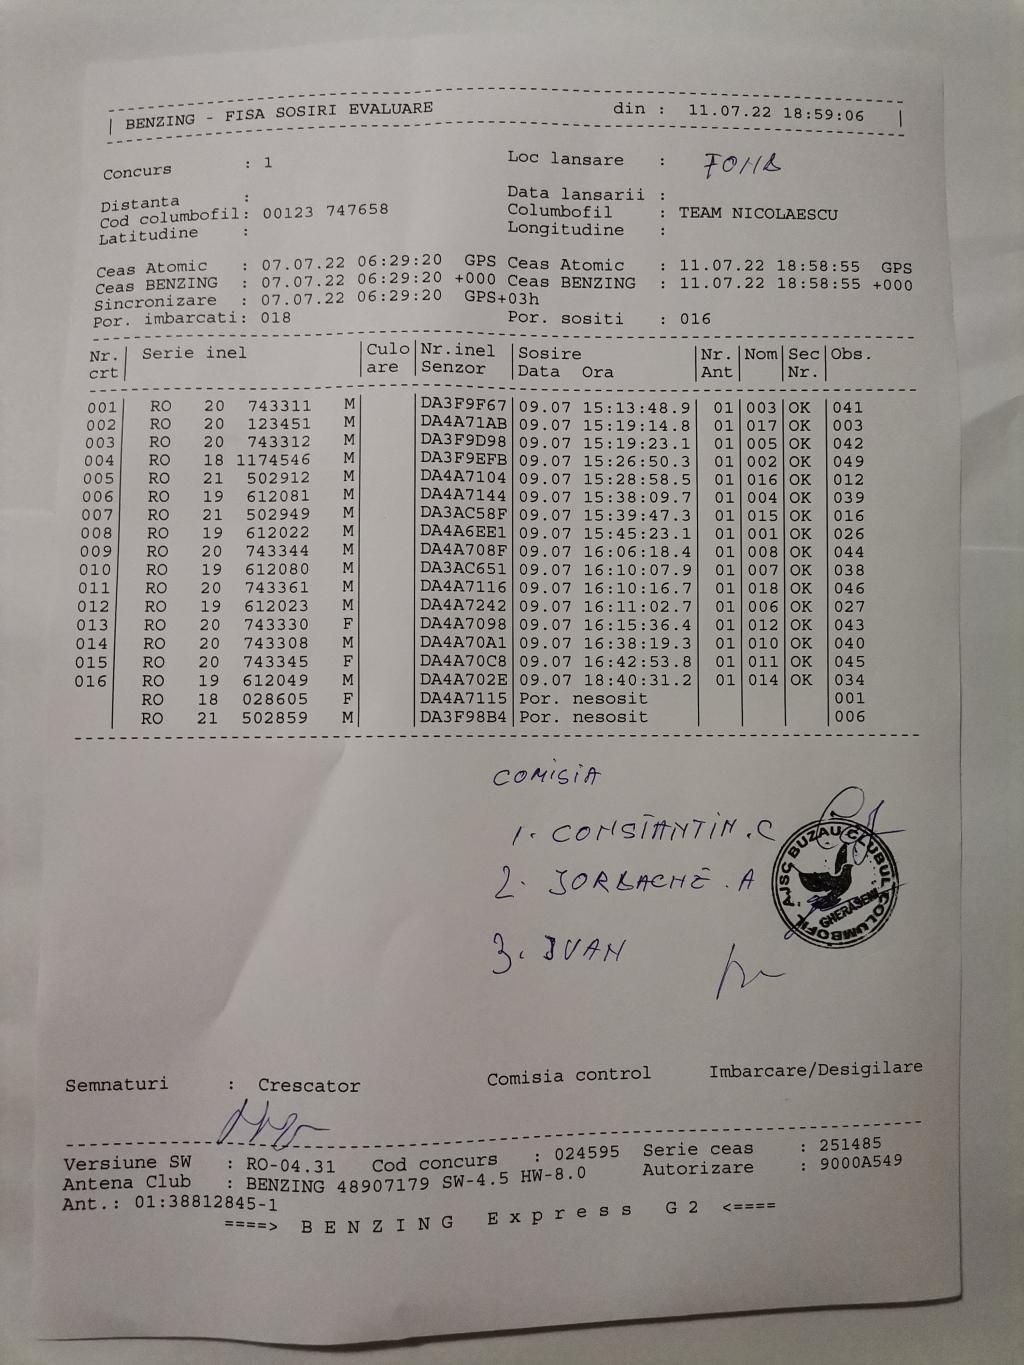 | BENZING - FISA SOSIRI EVALUARE din : 11.07.22 18:59:06 |
Concurs : 1 Loc lansare :
Distanta : Data lansarii :
Cod columbofil: 00123 747658 Columbofil : TEAM NICOLAESCU
Latitudine : Longitudine :
Ceas Atomic : 07.07.22 06:29:20 GPS Ceas Atomic : 11.07.22 18:58:55 GPS
Ceas BENZING : 07.07.22 06:29:20 +000 Ceas BENZING : 11.07.22 18:58:55 +000
Sincronizare : 07.07.22 06:29:20 GPS+03h
Por. imbarcati: 018 Por. sositi : 016
Nr. | Serie inel | Culo | Nr.inel | Sosire | Nr. | Nom | Sec | Obs.
crt | | are | Senzor | Data Ora | Ant | | Nr. |
001 | RO 20 743311 M | | DA3F9F67 | 09.07 15:13:48.9 | 01 | 003 | OK | 041
002 | RO 20 123451 M | | DA4A71AB | 09.07 15:19:14.8 | 01 | 017 | OK | 003
003 | RO 20 743312 M | | DA3F9D98 | 09.07 15:19:23.1 | 01 | 005 | OK | 042
004 | RO 18 1174546 M | | DA3F9EFB | 09.07 15:26:50.3 | 01 | 002 | OK | 049
005 | RO 21 502912 M | | DA4A7104 | 09.07 15:28:58.5 | 01 | 016 | OK | 012
006 | RO 19 612081 M | | DA4A7144 | 09.07 15:38:09.7 | 01 | 004 | OK | 039
007 | RO 21 502949 M | | DA3AC58F | 09.07 15:39:47.3 | 01 | 015 | OK | 016
008 | RO 19 612022 M | | DA4A6EE1 | 09.07 15:45:23.1 | 01 | 001 | OK | 026
009 | RO 20 743344 M | | DA4A708F | 09.07 16:06:18.4 | 01 | 008 | OK | 044
010 | RO 19 612080 M | | DA3AC651 | 09.07 16:10:07.9 | 01 | 007 | OK | 038
011 | RO 20 743361 M | | DA4A7116 | 09.07 16:10:16.7 | 01 | 018 | OK | 046
012 | RO 19 612023 M | | DA4A7242 | 09.07 16:11:02.7 | 01 | 006 | OK | 027
013 | RO 20 743330 F | | DA4A7098 | 09.07 16:15:36.4 | 01 | 012 | OK | 043
014 | RO 20 743308 M | | DA4A70A1 | 09.07 16:38:19.3 | 01 | 010 | OK | 040
015 | RO 20 743345 F | | DA4A70C8 | 09.07 16:42:53.8 | 01 | 011 | OK | 045
016 | RO 19 612049 M | | DA4A702E | 09.07 18:40:31.2 | 01 | 014 | OK | 034
| RO 18 028605 F | | DA4A7115 | Por. nesosit | | | | 001
| RO 21 502859 M | | DA3F98B4 | Por. nesosit | | | | 006
COMISIA
1. CONSTANTIN.C
2. IORDACHE.A
3. IVAN
AJSC BUZAU CLUBUL COLUMBOFIL
GHERASENI
Semnaturi : Crescator Comisia control Imbarcare/Desigilare
Versiune SW : RO-04.31 Cod concurs : 024595 Serie ceas : 251485
Antena Club : BENZING 48907179 SW-4.5 HW-8.0 Autorizare : 9000A549
Ant.: 01:38812845-1
====> B E N Z I N G E x p r e s s G 2 <====